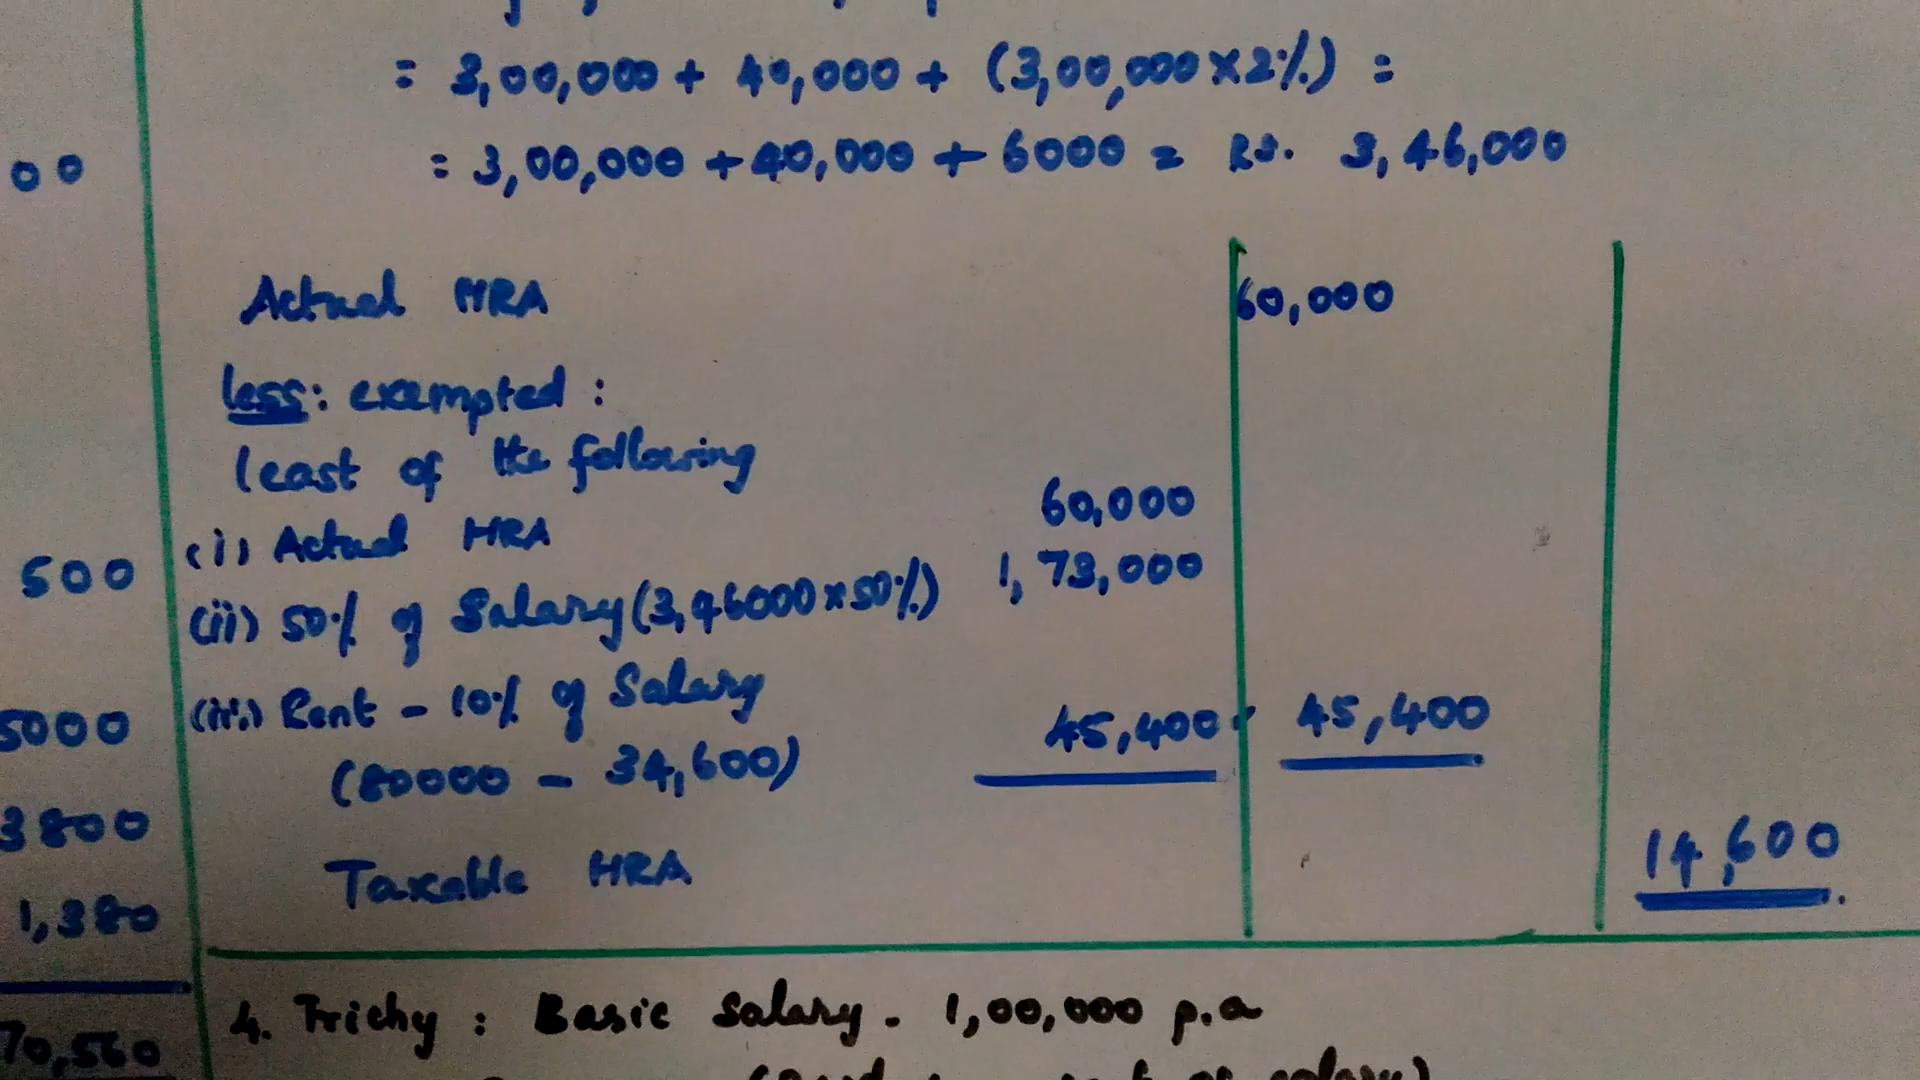 = 3,00,000 + 40,000 + (3,00,000 x 2%) =
= 3,00,000 + 40,000 + 6000 = Rs. 3,46,000
00
Actual HRA 60,000
less: exempted :
least of the following
(i) Actual HRA 60,000
500
(ii) 50% of Salary (3,46000 x 50%) 1,73,000
(iii) Rent - 10% of Salary
5000
(80000 - 34,600) 45,400 45,400
3800
Taxable HRA 14,600
1,380
4. Trichy : Basic Salary - 1,00,000 p.a
70,560
of salary)